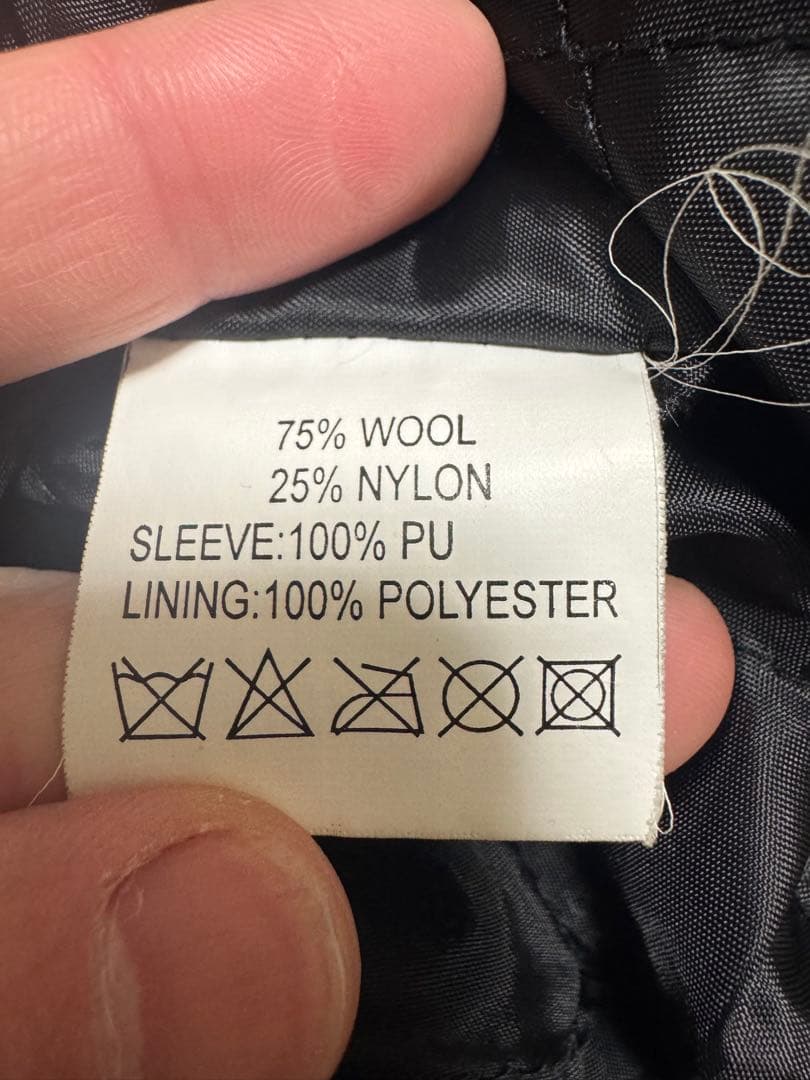 75% WOOL
25% NYLON
SLEEVE:100% PU
LINING:100% POLYESTER